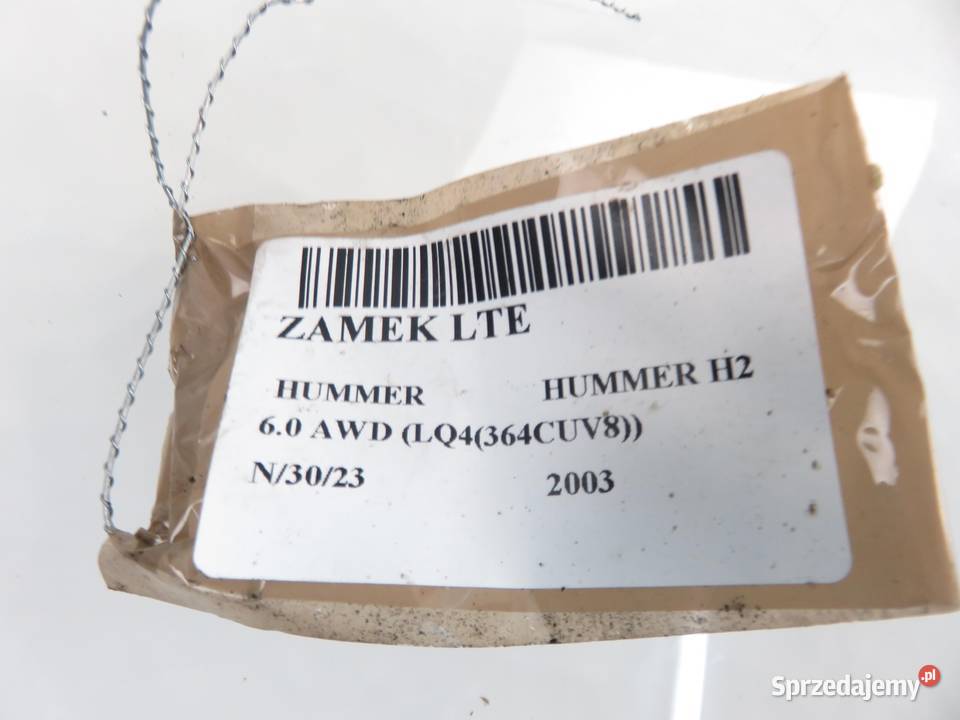 ZAMEK LTE
HUMMER HUMMER H2
6.0 AWD (LQ4(364CUV8))
N/30/23 2003
Sprzedajemy.pl